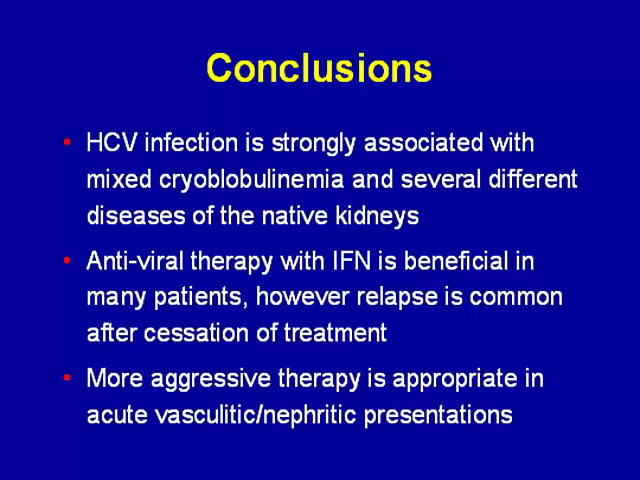 Conclusions
• HCV infection is strongly associated with
mixed cryoblobulinemia and several different
diseases of the native kidneys
• Anti-viral therapy with IFN is beneficial in
many patients, however relapse is common
after cessation of treatment
• More aggressive therapy is appropriate in
acute vasculitic/nephritic presentations